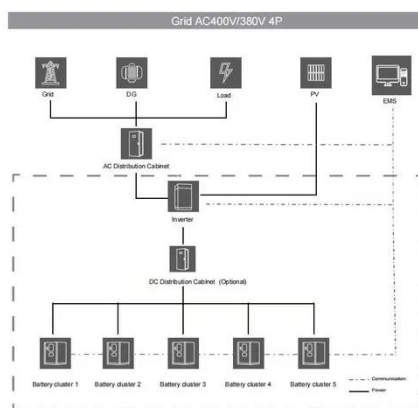 Grid AC400V/380V 4P
Grid
DG
Load
PV
EMS
AC Distribution Cabinet
Inverter
DC Distribution Cabinet (Optional)
Battery cluster 1
Battery cluster 2
Battery cluster 3
Battery cluster 4
Battery cluster 5
Communication
Power